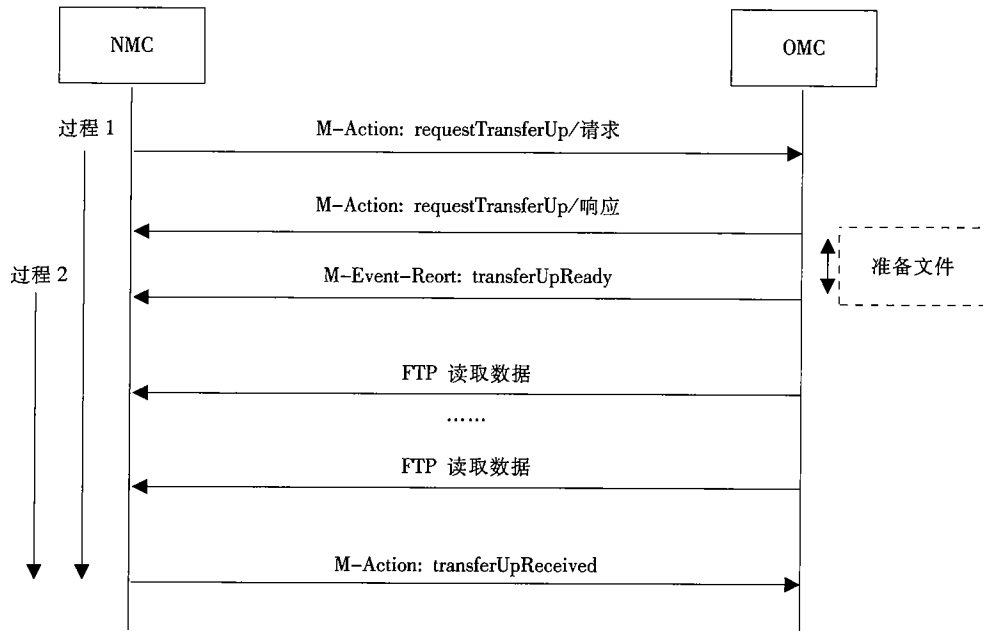 NMC
OMC
过程 1
M-Action: requestTransferUp/请求
M-Action: requestTransferUp/响应
准备文件
过程 2
M-Event-Reort: transferUpReady
FTP 读取数据
……
FTP 读取数据
M-Action: transferUpReceived